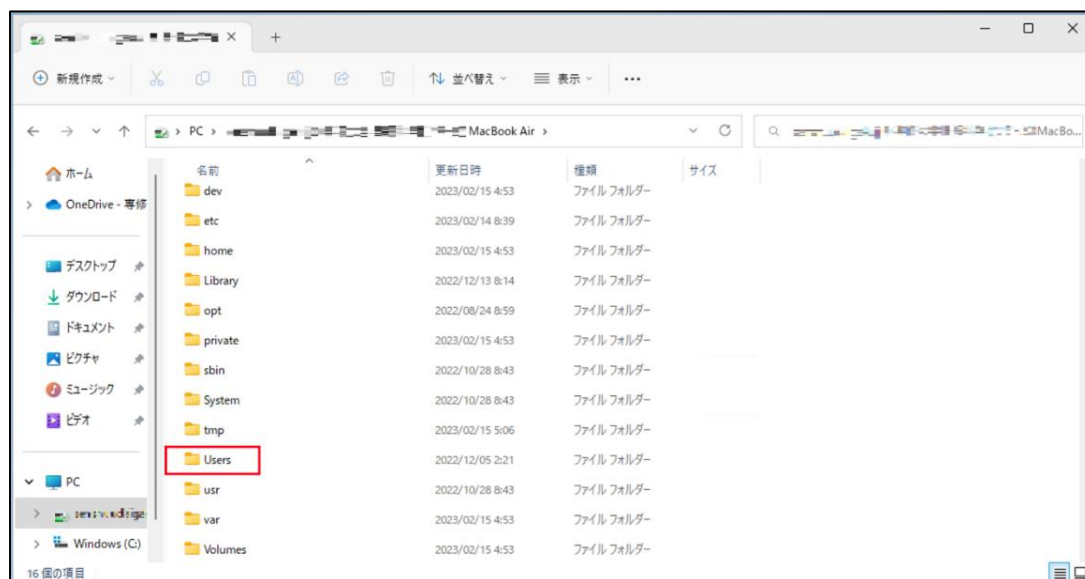 新規作成
並べ替え
表示
PC
MacBook Air
MacBo...
名前 更新日時 種類 サイズ
dev 2023/02/15 4:53 ファイル フォルダー
etc 2023/02/14 8:39 ファイル フォルダー
home 2023/02/15 4:53 ファイル フォルダー
Library 2022/12/13 8:14 ファイル フォルダー
opt 2022/08/24 8:59 ファイル フォルダー
private 2023/02/15 4:53 ファイル フォルダー
sbin 2022/10/28 8:43 ファイル フォルダー
System 2022/10/28 8:43 ファイル フォルダー
tmp 2023/02/15 5:06 ファイル フォルダー
Users 2022/12/05 2:21 ファイル フォルダー
usr 2022/10/28 8:43 ファイル フォルダー
var 2023/02/15 4:53 ファイル フォルダー
Volumes 2023/02/15 4:53 ファイル フォルダー
ホーム
OneDrive - 専修
デスクトップ
ダウンロード
ドキュメント
ピクチャ
ミュージック
ビデオ
PC
Windows (C:)
16 個の項目